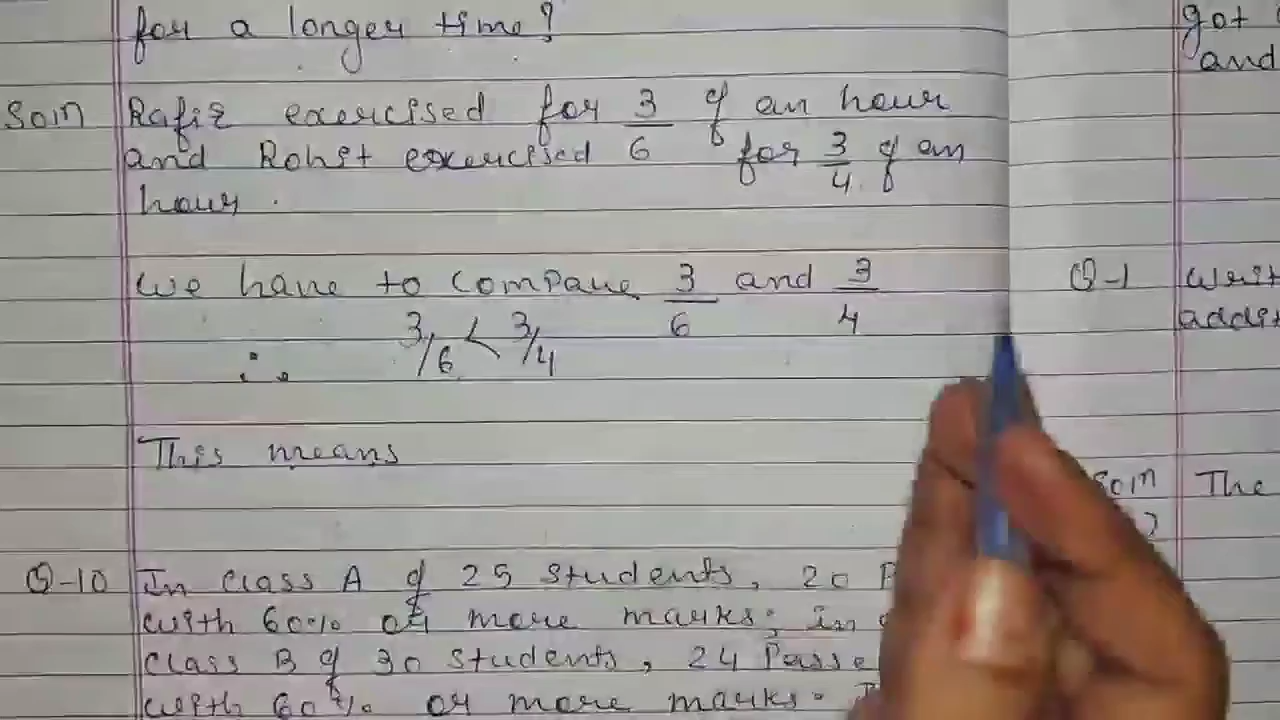 for a longer time?
Soln Rafiq exercised for 3/6 of an hour
and Rohit exercised for 3/4 of an
hour.
We have to compare 3/6 and 3/4
∴ 3/6 < 3/4
This means
Q-10 In class A of 25 students, 20
with 60% or more marks; in
class B of 30 students, 24 Passe
with 60% or more marks.
got
and
Q-1
Soln The